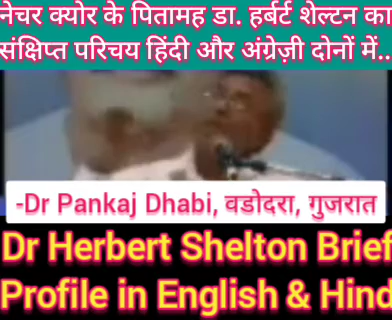 नेचर क्योर के पितामह डा. हर्बर्ट शेल्टन का
संक्षिप्त परिचय हिंदी और अंग्रेज़ी दोनों में..
-Dr Pankaj Dhabi, वडोदरा, गुजरात
Dr Herbert Shelton Brief
Profile in English & Hind